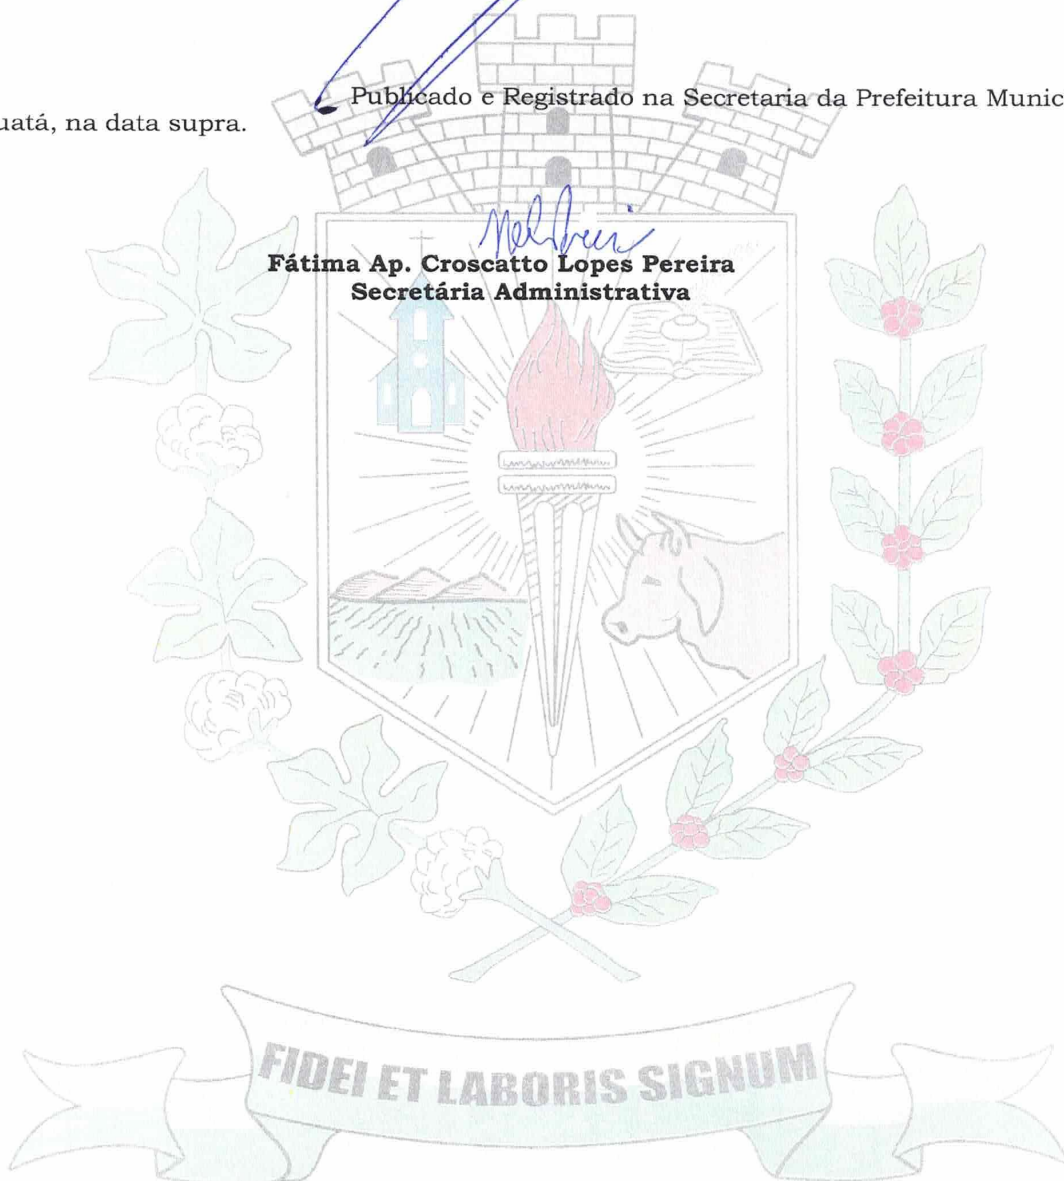 Publicado e Registrado na Secretaria da Prefeitura Munic
uatá, na data supra.
Fátima Ap. Croscatto Lopes Pereira
Secretária Administrativa
FIDEI ET LABORIS SIGNUM